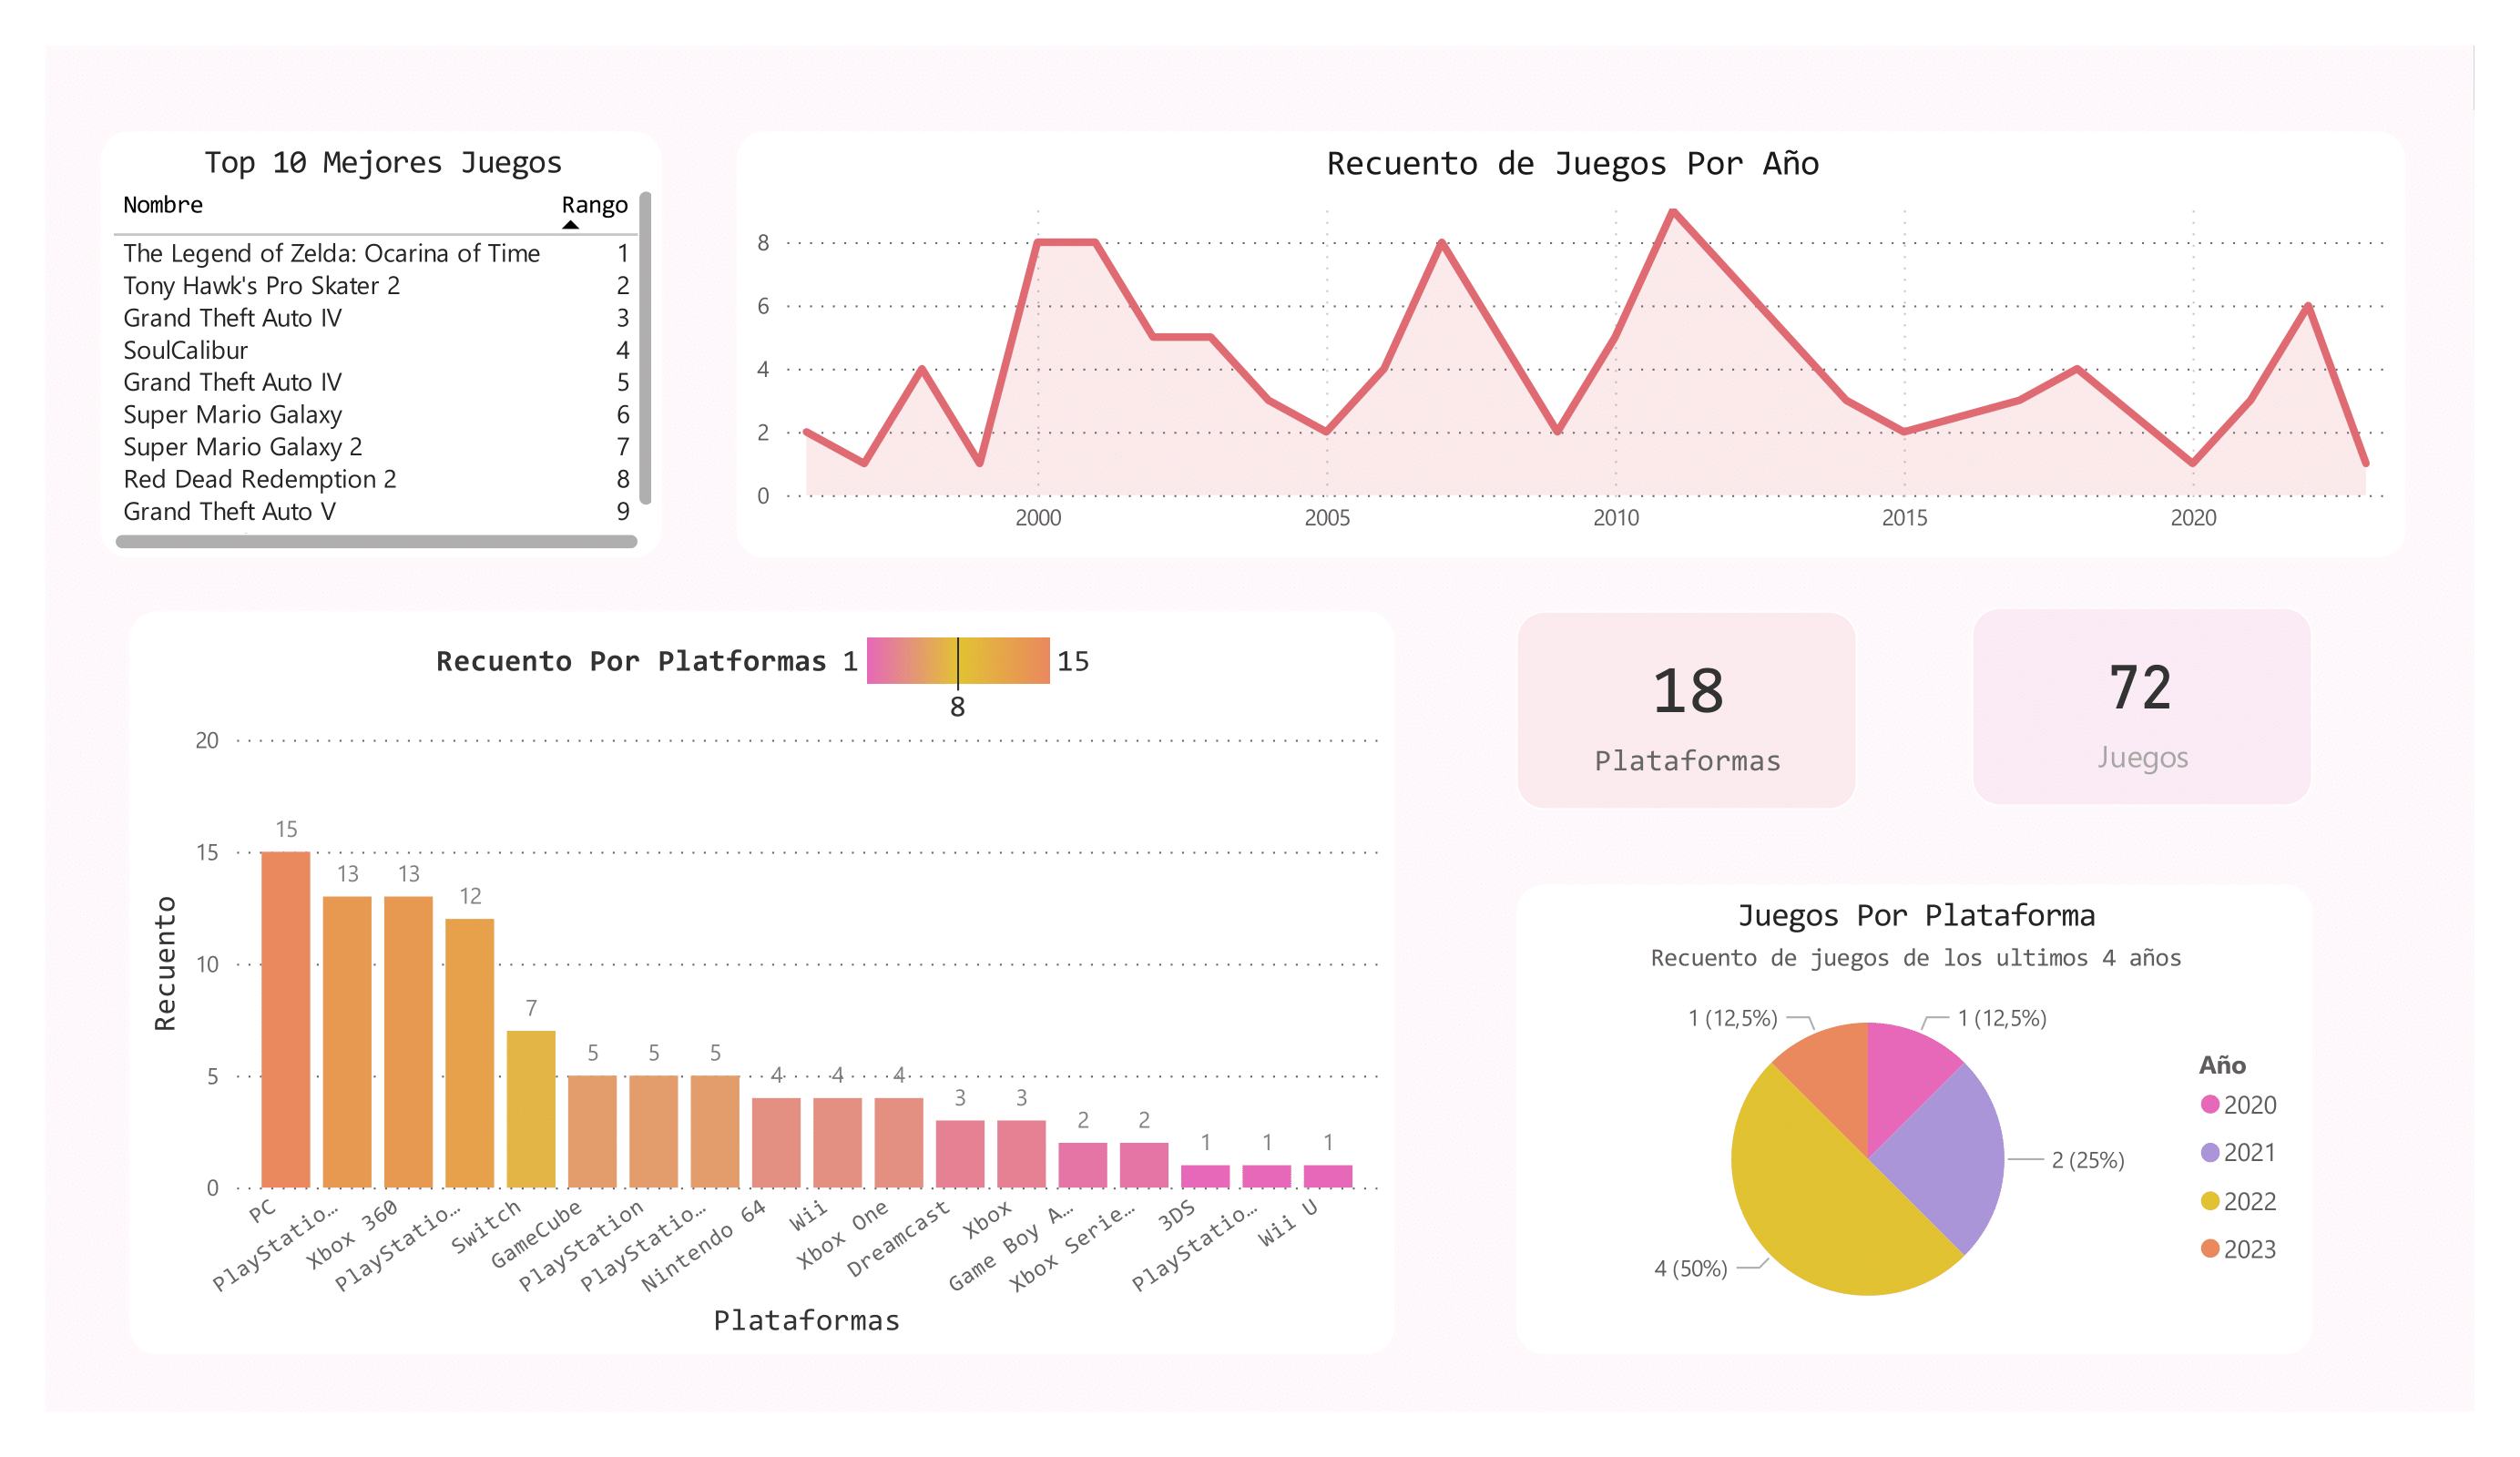 Top 10 Mejores Juegos
Nombre Rango
The Legend of Zelda: Ocarina of Time 1
Tony Hawk's Pro Skater 2 2
Grand Theft Auto IV 3
SoulCalibur 4
Grand Theft Auto IV 5
Super Mario Galaxy 6
Super Mario Galaxy 2 7
Red Dead Redemption 2 8
Grand Theft Auto V 9
Recuento de Juegos Por Año
8
6
4
2
0
2000 2005 2010 2015 2020
Recuento Por Platformas 1 15
8
Recuento
20
15
10
5
0
15 13 13 12 7 5 5 5 4 4 4 3 3 2 2 1 1 1
PC
PlayStatio…
Xbox 360
PlayStatio…
Switch
GameCube
PlayStation
PlayStatio…
Nintendo 64
Wii
Xbox One
Dreamcast
Xbox
Game Boy A…
Xbox Serie…
3DS
PlayStatio…
Wii U
Plataformas
18
Plataformas
72
Juegos
Juegos Por Plataforma
Recuento de juegos de los ultimos 4 años
1 (12,5%) 1 (12,5%)
2 (25%)
4 (50%)
Año
2020
2021
2022
2023